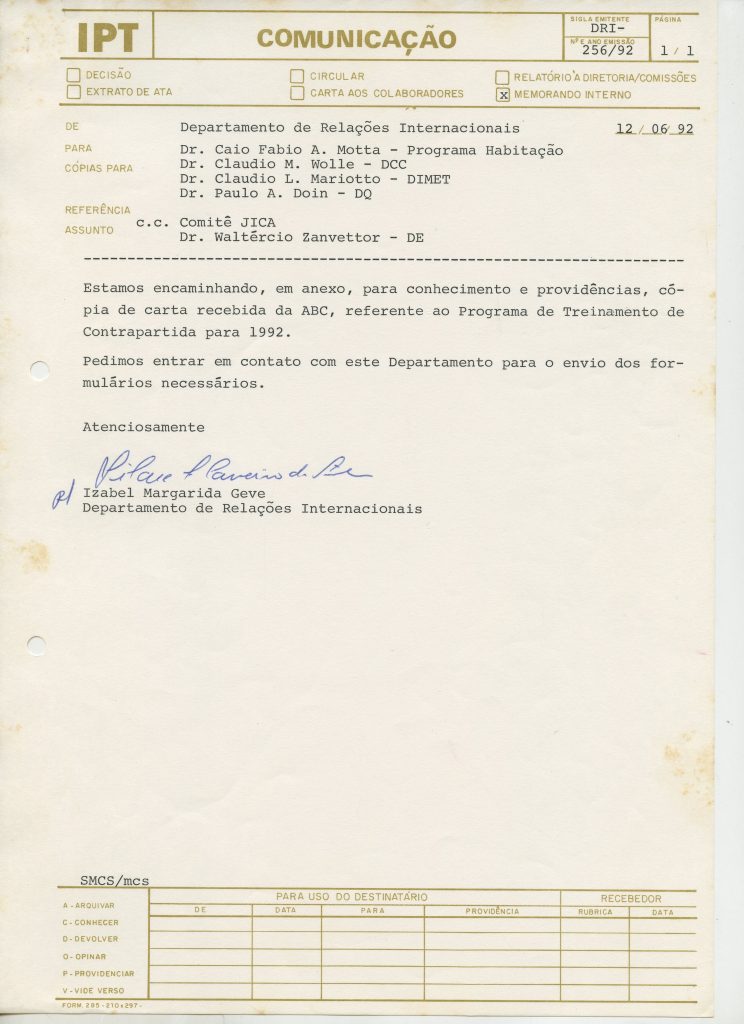 IPT
COMUNICAÇÃO
SIGLA EMITENTE
DRI-
Nº E ANO EMISSÃO
256/92
PÁGINA
1 / 1
DECISÃO
CIRCULAR
RELATÓRIO À DIRETORIA/COMISSÕES
EXTRATO DE ATA
CARTA AOS COLABORADORES
x MEMORANDO INTERNO
DE Departamento de Relações Internacionais 12 / 06 / 92
PARA Dr. Caio Fabio A. Motta - Programa Habitação
CÓPIAS PARA Dr. Claudio M. Wolle - DCC
Dr. Claudio L. Mariotto - DIMET
Dr. Paulo A. Doin - DQ
REFERÊNCIA
ASSUNTO c.c. Comitê JICA
Dr. Waltércio Zanvettor - DE
Estamos encaminhando, em anexo, para conhecimento e providências, có-
pia de carta recebida da ABC, referente ao Programa de Treinamento de
Contrapartida para 1992.
Pedimos entrar em contato com este Departamento para o envio dos for-
mulários necessários.
Atenciosamente
p/ Izabel Margarida Geve
Departamento de Relações Internacionais
SMCS/mcs
PARA USO DO DESTINATÁRIO
RECEBEDOR
DE DATA PARA PROVIDÊNCIA RUBRICA DATA
A - ARQUIVAR
C - CONHECER
D - DEVOLVER
O - OPINAR
P - PROVIDENCIAR
V - VIDE VERSO
FORM. 285 - 210x297 -